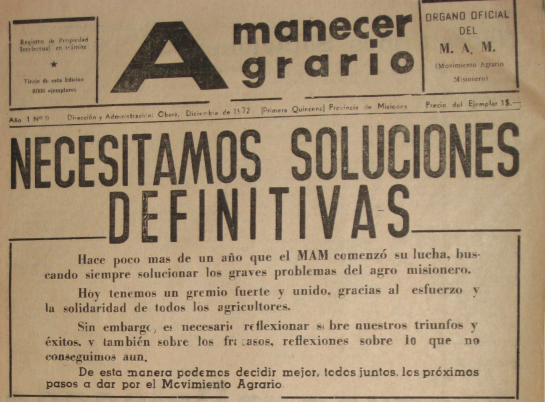 Registro de Propiedad
Intelectual en trámite
★
Tiraje de esta Edición
8000 ejemplares
Amanecer
Agrario
ORGANO OFICIAL
DEL
M. A. M.
(Movimiento Agrario
Misionero)
Año 1 Nº Dirección y Administración: Oberá, Diciembre de 1972. (Primera Quincena) Provincia de Misiones Precio del Ejemplar 1$.—
NECESITAMOS SOLUCIONES
DEFINITIVAS
Hace poco mas de un año que el MAM comenzó su lucha, bus-
cando siempre solucionar los graves problemas del agro misionero.
Hoy tenemos un gremio fuerte y unido, gracias al esfuerzo y
la solidaridad de todos los agricultores.
Sin embargo, es necesario reflexionar sobre nuestros triunfos y
éxitos, y también sobre los fracasos, reflexiones sobre lo que no
conseguimos aun.
De esta manera podemos decidir mejor, todos juntos, los próximos
pasos a dar por el Movimiento Agrario